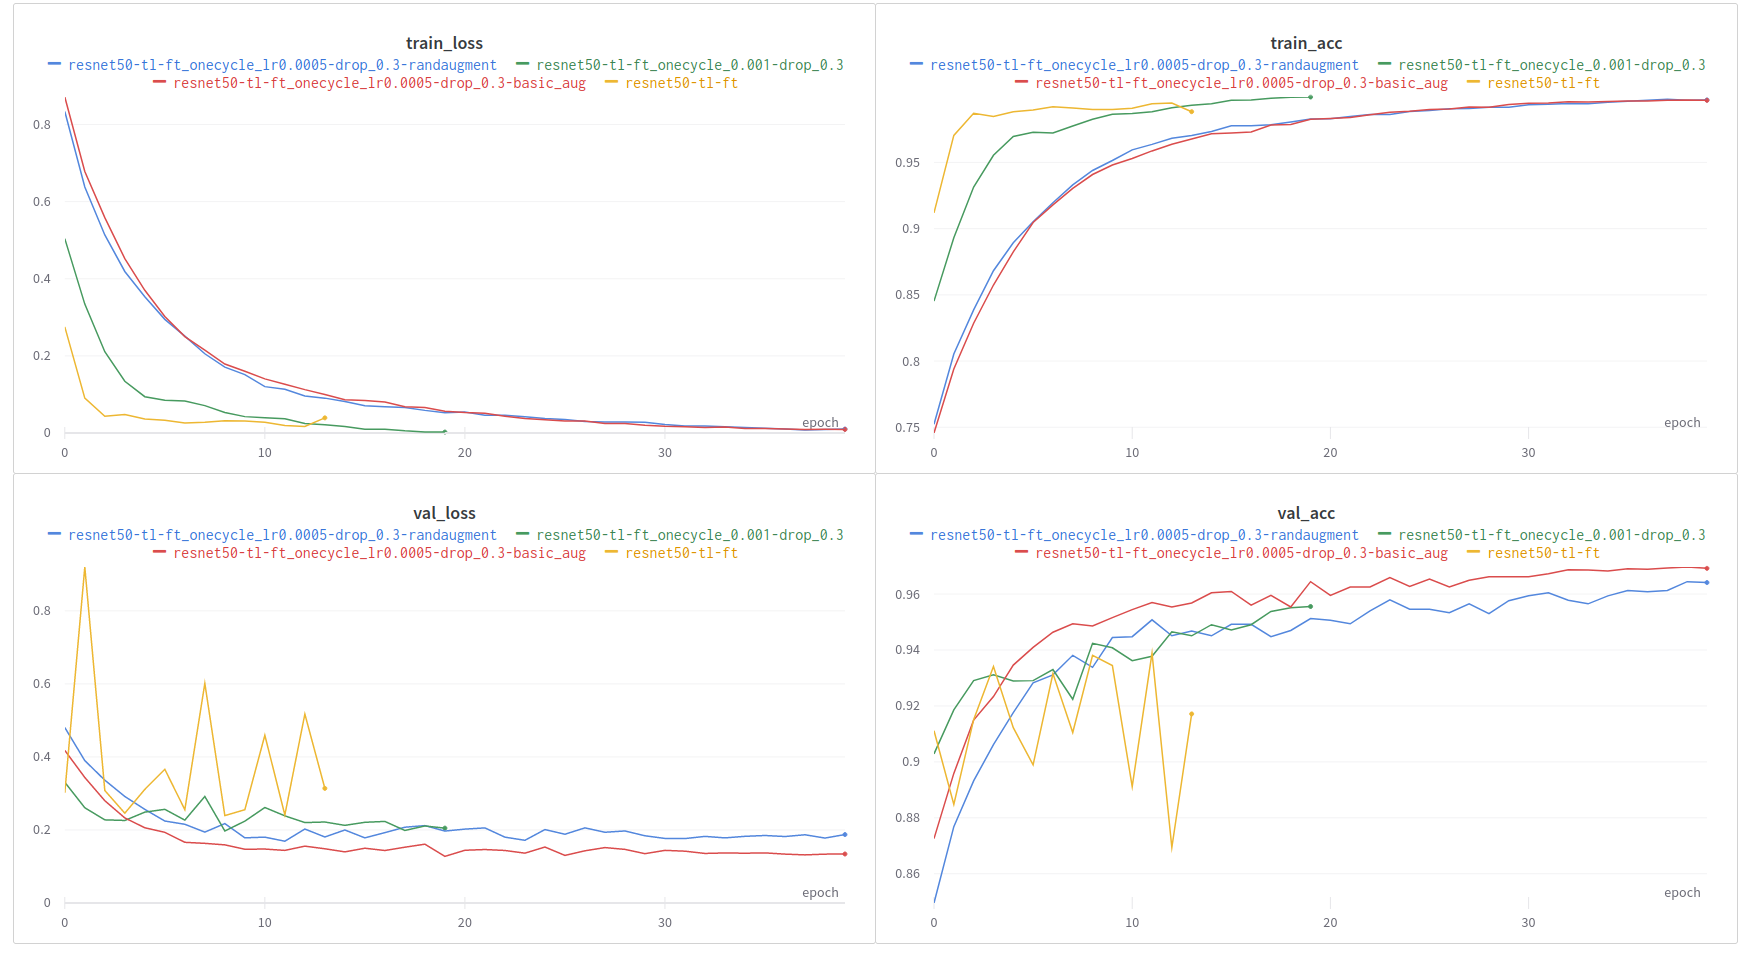 train_loss
resnet50-tl-ft_onecycle_lr0.0005-drop_0.3-randaugment resnet50-tl-ft_onecycle_0.001-drop_0.3
resnet50-tl-ft_onecycle_lr0.0005-drop_0.3-basic_aug resnet50-tl-ft
0.8
0.6
0.4
0.2
0
epoch
0 10 20 30
train_acc
resnet50-tl-ft_onecycle_lr0.0005-drop_0.3-randaugment resnet50-tl-ft_onecycle_0.001-drop_0.3
resnet50-tl-ft_onecycle_lr0.0005-drop_0.3-basic_aug resnet50-tl-ft
0.95
0.9
0.85
0.8
0.75
epoch
0 10 20 30
val_loss
resnet50-tl-ft_onecycle_lr0.0005-drop_0.3-randaugment resnet50-tl-ft_onecycle_0.001-drop_0.3
resnet50-tl-ft_onecycle_lr0.0005-drop_0.3-basic_aug resnet50-tl-ft
0.8
0.6
0.4
0.2
0
epoch
0 10 20 30
val_acc
resnet50-tl-ft_onecycle_lr0.0005-drop_0.3-randaugment resnet50-tl-ft_onecycle_0.001-drop_0.3
resnet50-tl-ft_onecycle_lr0.0005-drop_0.3-basic_aug resnet50-tl-ft
0.96
0.94
0.92
0.9
0.88
0.86
epoch
0 10 20 30